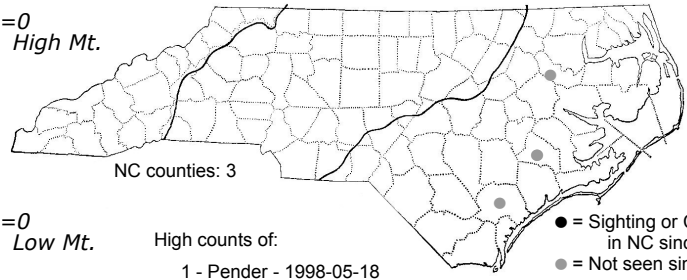 =0
High Mt.
NC counties: 3
=0
Low Mt.
High counts of:
1 - Pender - 1998-05-18
● = Sighting or
in NC sinc
● = Not seen sin